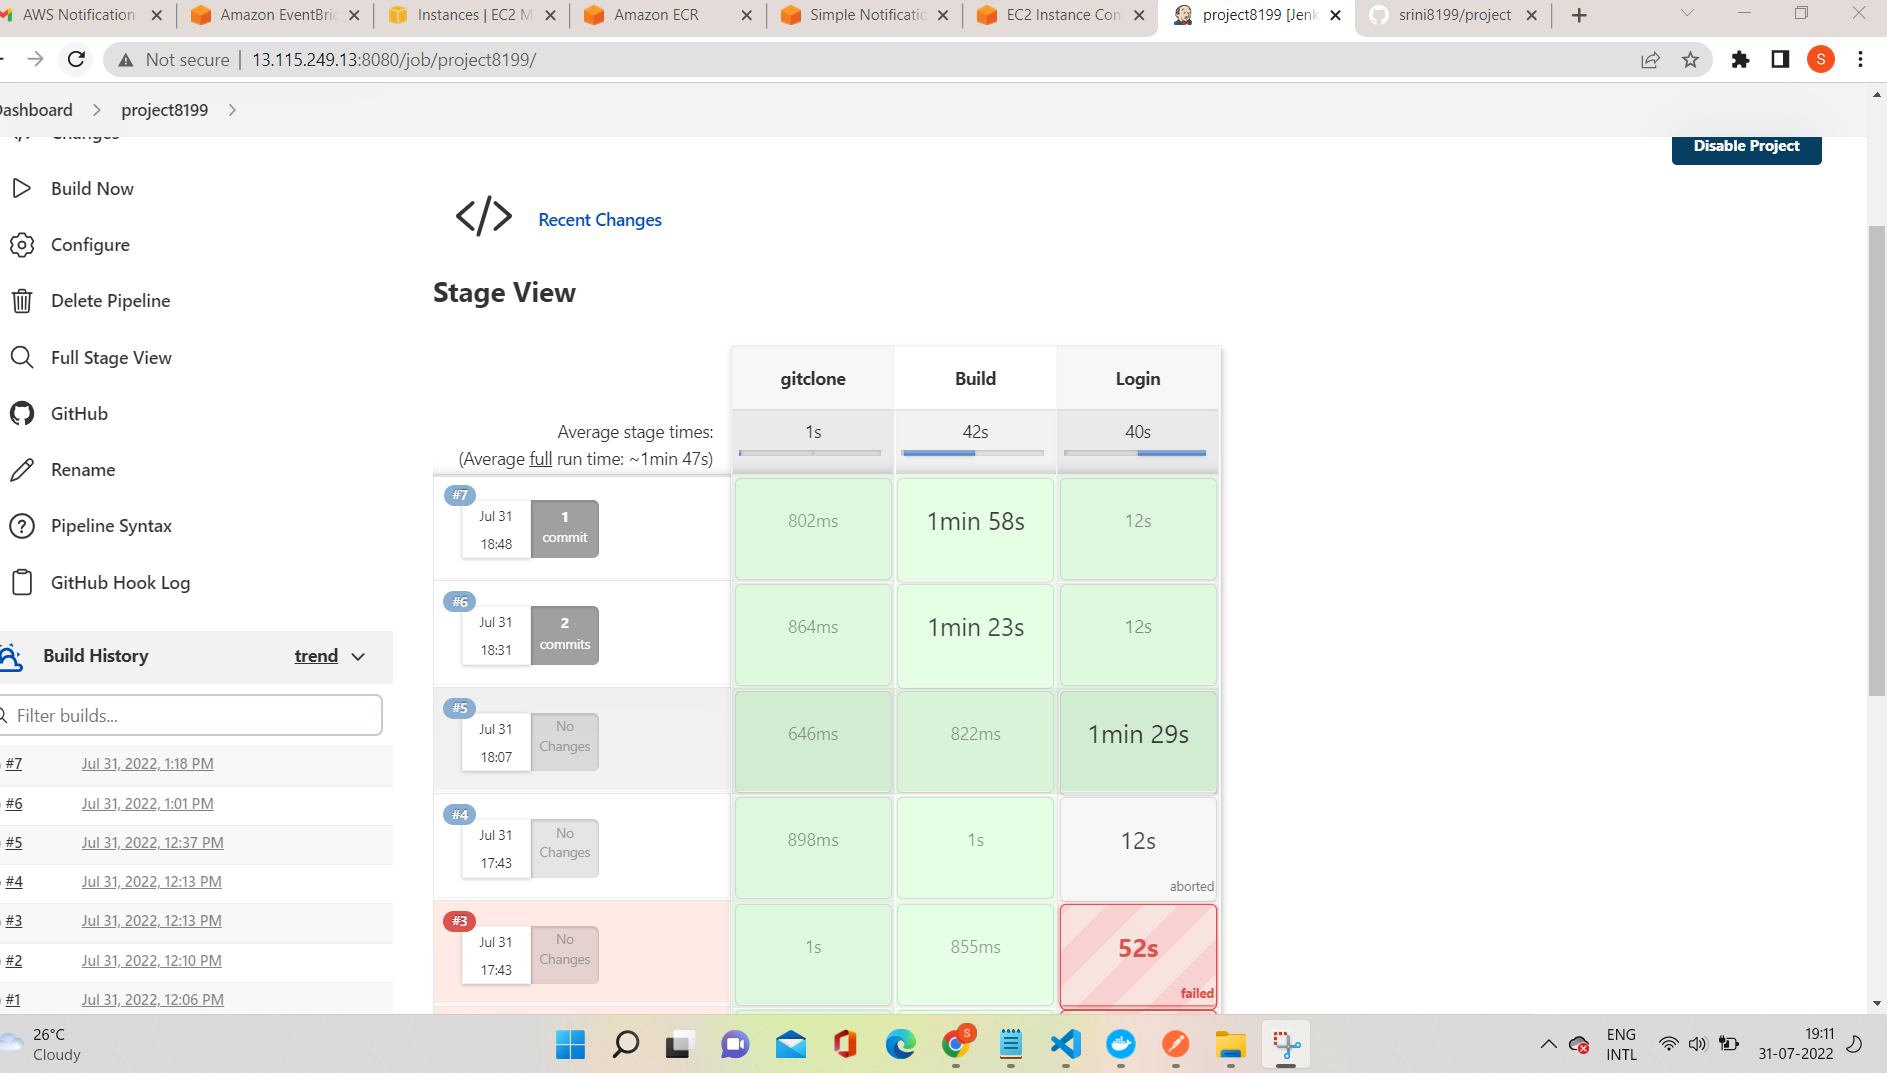 AWS Notification
Amazon EventBri
Instances | EC2 M
Amazon ECR
Simple Notificatio
EC2 Instance Con
project8199 [Jenk
srini8199/project
Not secure
13.115.249.13:8080/job/project8199/
S
Dashboard
project8199
Changes
Disable Project
Build Now
Configure
Delete Pipeline
Full Stage View
GitHub
Rename
Pipeline Syntax
GitHub Hook Log
Build History
trend
Filter builds...
#7 Jul 31, 2022, 1:18 PM
#6 Jul 31, 2022, 1:01 PM
#5 Jul 31, 2022, 12:37 PM
#4 Jul 31, 2022, 12:13 PM
#3 Jul 31, 2022, 12:13 PM
#2 Jul 31, 2022, 12:10 PM
#1 Jul 31, 2022, 12:06 PM
</> Recent Changes
Stage View
gitclone Build Login
Average stage times: 1s 42s 40s
(Average full run time: ~1min 47s)
#7
Jul 31
18:48
1
commit
802ms 1min 58s 12s
#6
Jul 31
18:31
2
commits
864ms 1min 23s 12s
#5
Jul 31
18:07
No
Changes
646ms 822ms 1min 29s
#4
Jul 31
17:43
No
Changes
898ms 1s 12s
aborted
#3
Jul 31
17:43
No
Changes
1s 855ms 52s
failed
26°C
Cloudy
S
ENG
INTL
19:11
31-07-2022